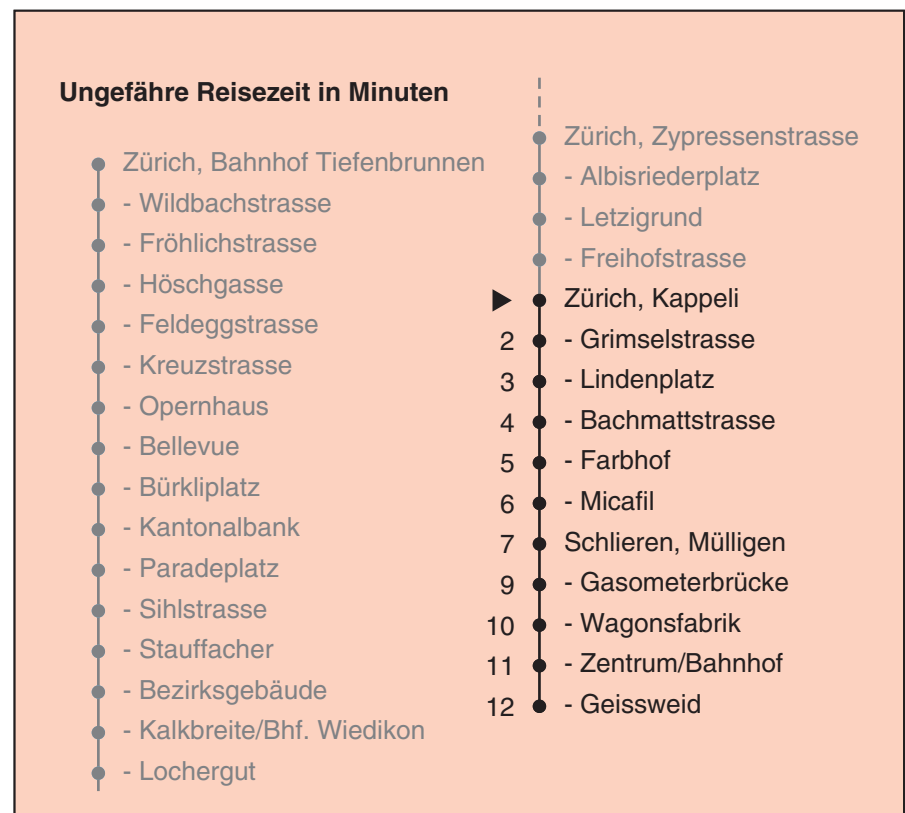 Ungefähre Reisezeit in Minuten
Zürich, Bahnhof Tiefenbrunnen
- Wildbachstrasse
- Fröhlichstrasse
- Höschgasse
- Feldeggstrasse
- Kreuzstrasse
- Opernhaus
- Bellevue
- Bürkliplatz
- Kantonalbank
- Paradeplatz
- Sihlstrasse
- Stauffacher
- Bezirksgebäude
- Kalkbreite/Bhf. Wiedikon
- Lochergut
Zürich, Zypressenstrasse
- Albisriederplatz
- Letzigrund
- Freihofstrasse
Zürich, Kappeli
2 - Grimselstrasse
3 - Lindenplatz
4 - Bachmattstrasse
5 - Farbhof
6 - Micafil
7 Schlieren, Mülligen
9 - Gasometerbrücke
10 - Wagonsfabrik
11 - Zentrum/Bahnhof
12 - Geissweid